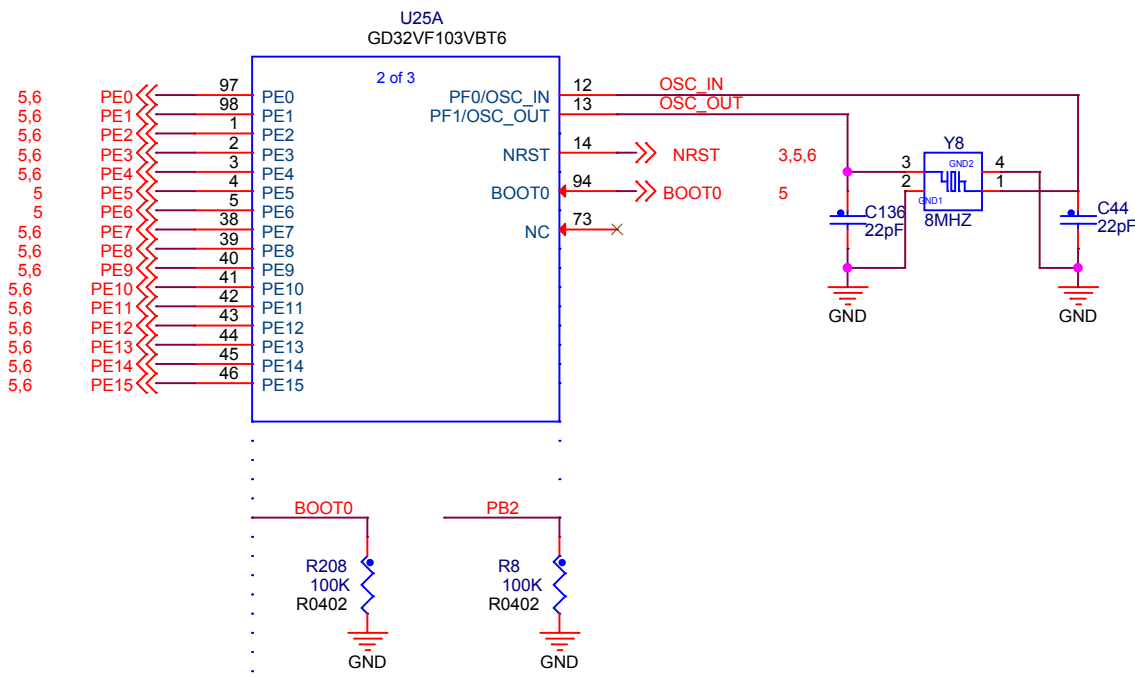 U25A
GD32VF103VBT6
2 of 3
5,6 PE0 97 PE0
5,6 PE1 98 PE1
5,6 PE2 1 PE2
5,6 PE3 2 PE3
5,6 PE4 3 PE4
5 PE5 4 PE5
5 PE6 5 PE6
5,6 PE7 38 PE7
5,6 PE8 39 PE8
5,6 PE9 40 PE9
5,6 PE10 41 PE10
5,6 PE11 42 PE11
5,6 PE12 43 PE12
5,6 PE13 44 PE13
5,6 PE14 45 PE14
5,6 PE15 46 PE15
PF0/OSC_IN 12 OSC_IN
PF1/OSC_OUT 13 OSC_OUT
NRST 14 NRST 3,5,6
BOOT0 94 BOOT0 5
NC 73
Y8
3 GND2 4
2 GND1 1
8MHZ
C136
22pF
C44
22pF
GND
GND
BOOT0
R208
100K
R0402
GND
PB2
R8
100K
R0402
GND